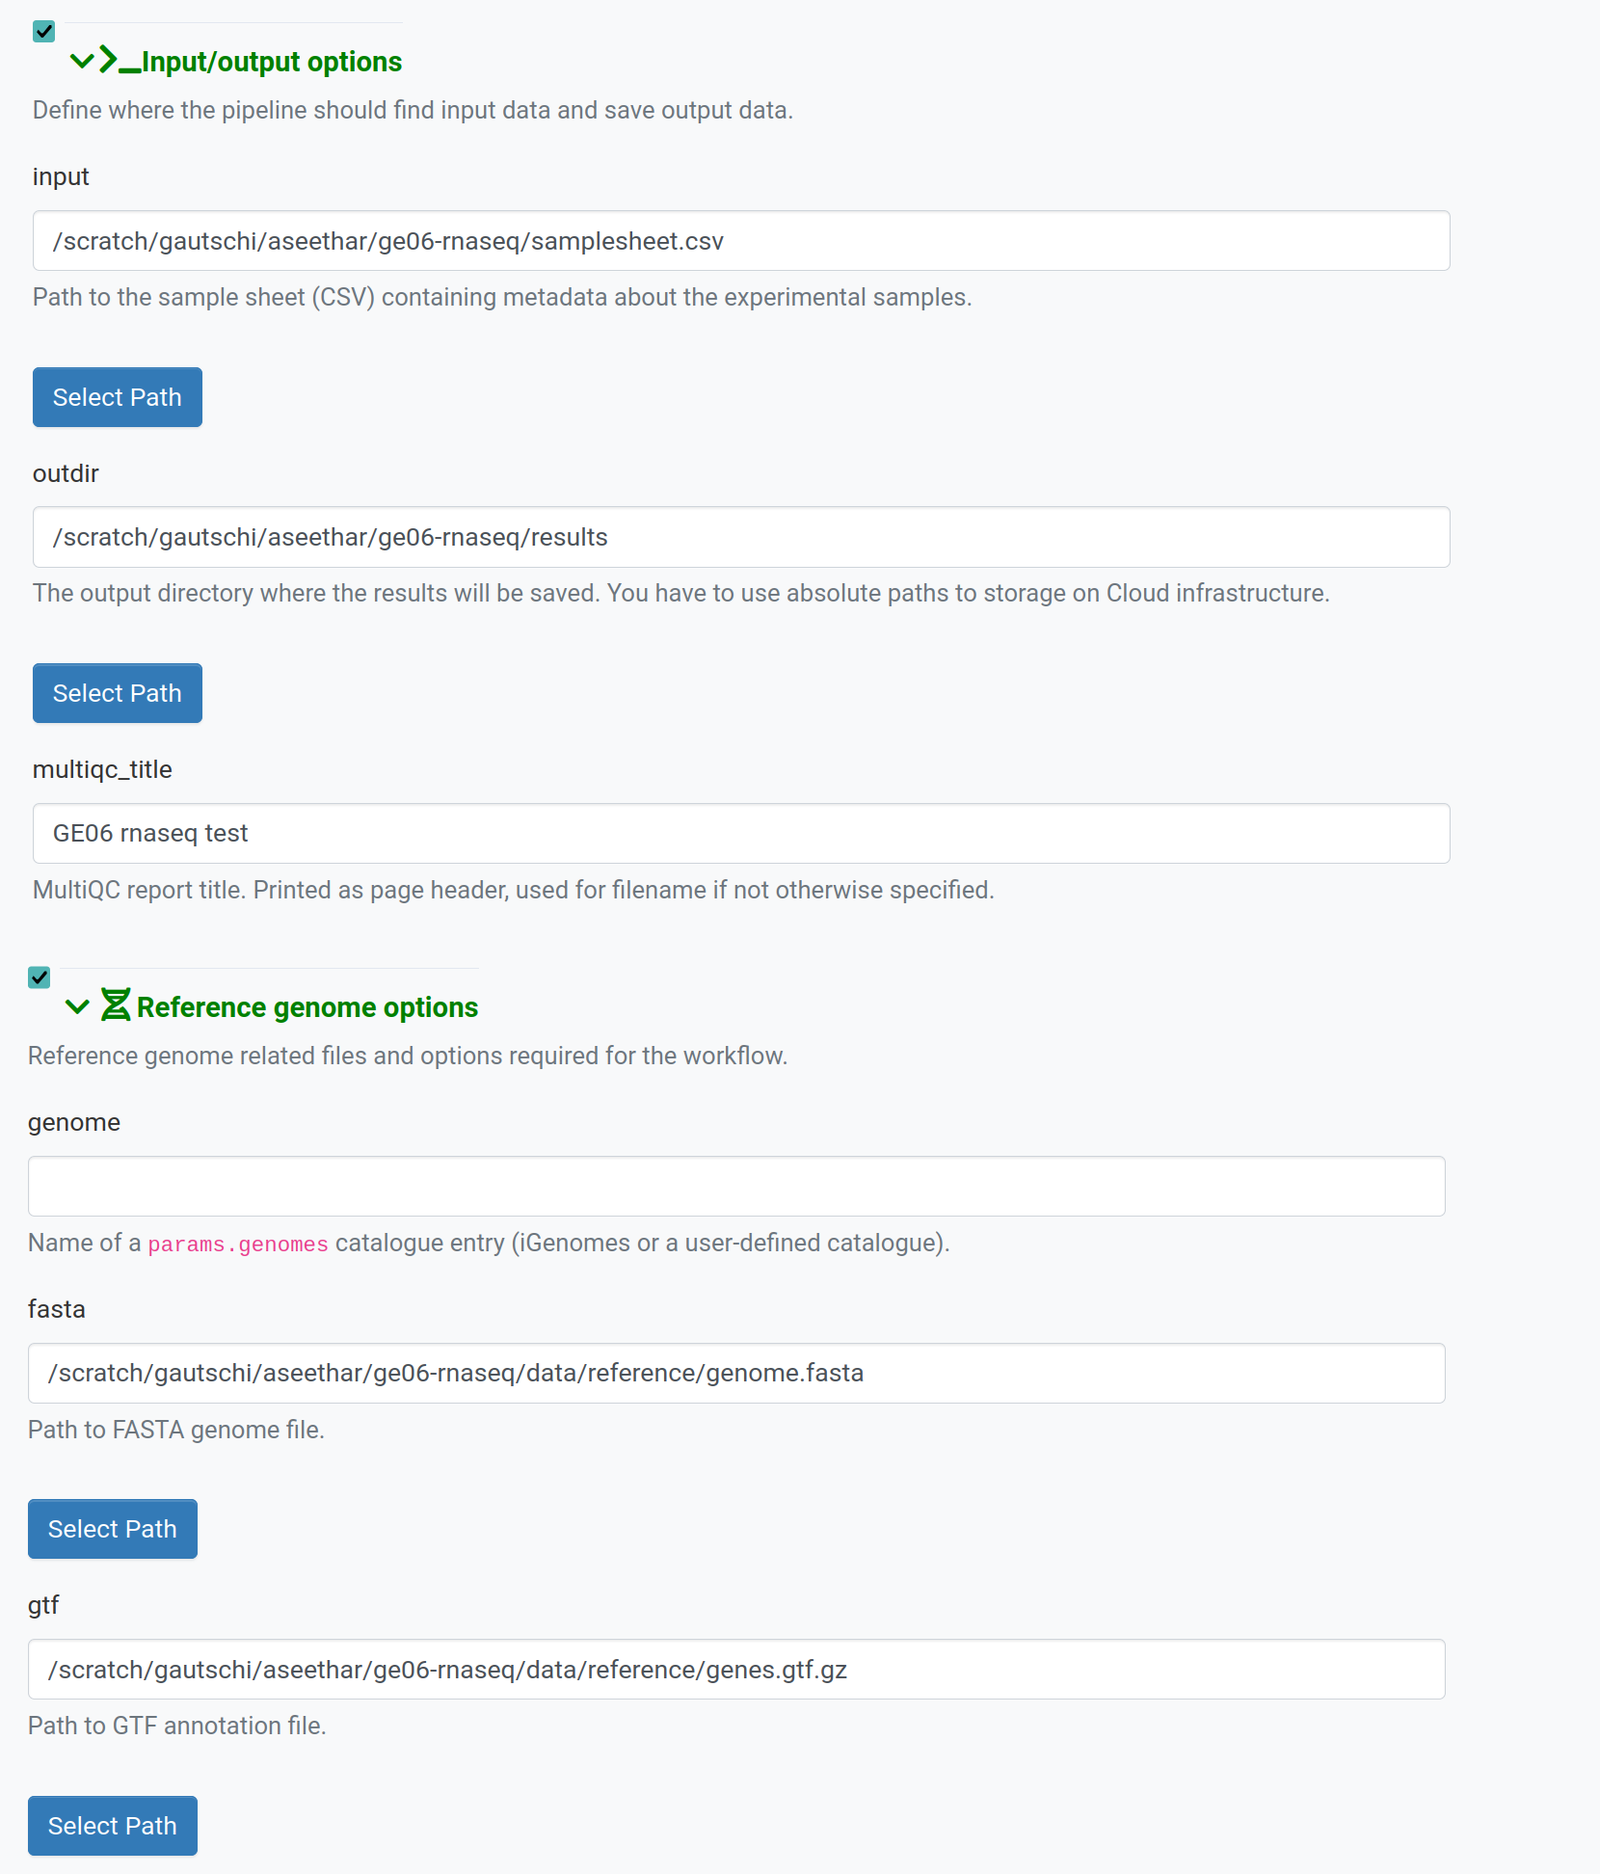 Input/output options
Define where the pipeline should find input data and save output data.
input
/scratch/gautschi/aseethar/ge06-rnaseq/samplesheet.csv
Path to the sample sheet (CSV) containing metadata about the experimental samples.
Select Path
outdir
/scratch/gautschi/aseethar/ge06-rnaseq/results
The output directory where the results will be saved. You have to use absolute paths to storage on Cloud infrastructure.
Select Path
multiqc_title
GE06 rnaseq test
MultiQC report title. Printed as page header, used for filename if not otherwise specified.
Reference genome options
Reference genome related files and options required for the workflow.
genome
Name of a params.genomes catalogue entry (iGenomes or a user-defined catalogue).
fasta
/scratch/gautschi/aseethar/ge06-rnaseq/data/reference/genome.fasta
Path to FASTA genome file.
Select Path
gtf
/scratch/gautschi/aseethar/ge06-rnaseq/data/reference/genes.gtf.gz
Path to GTF annotation file.
Select Path